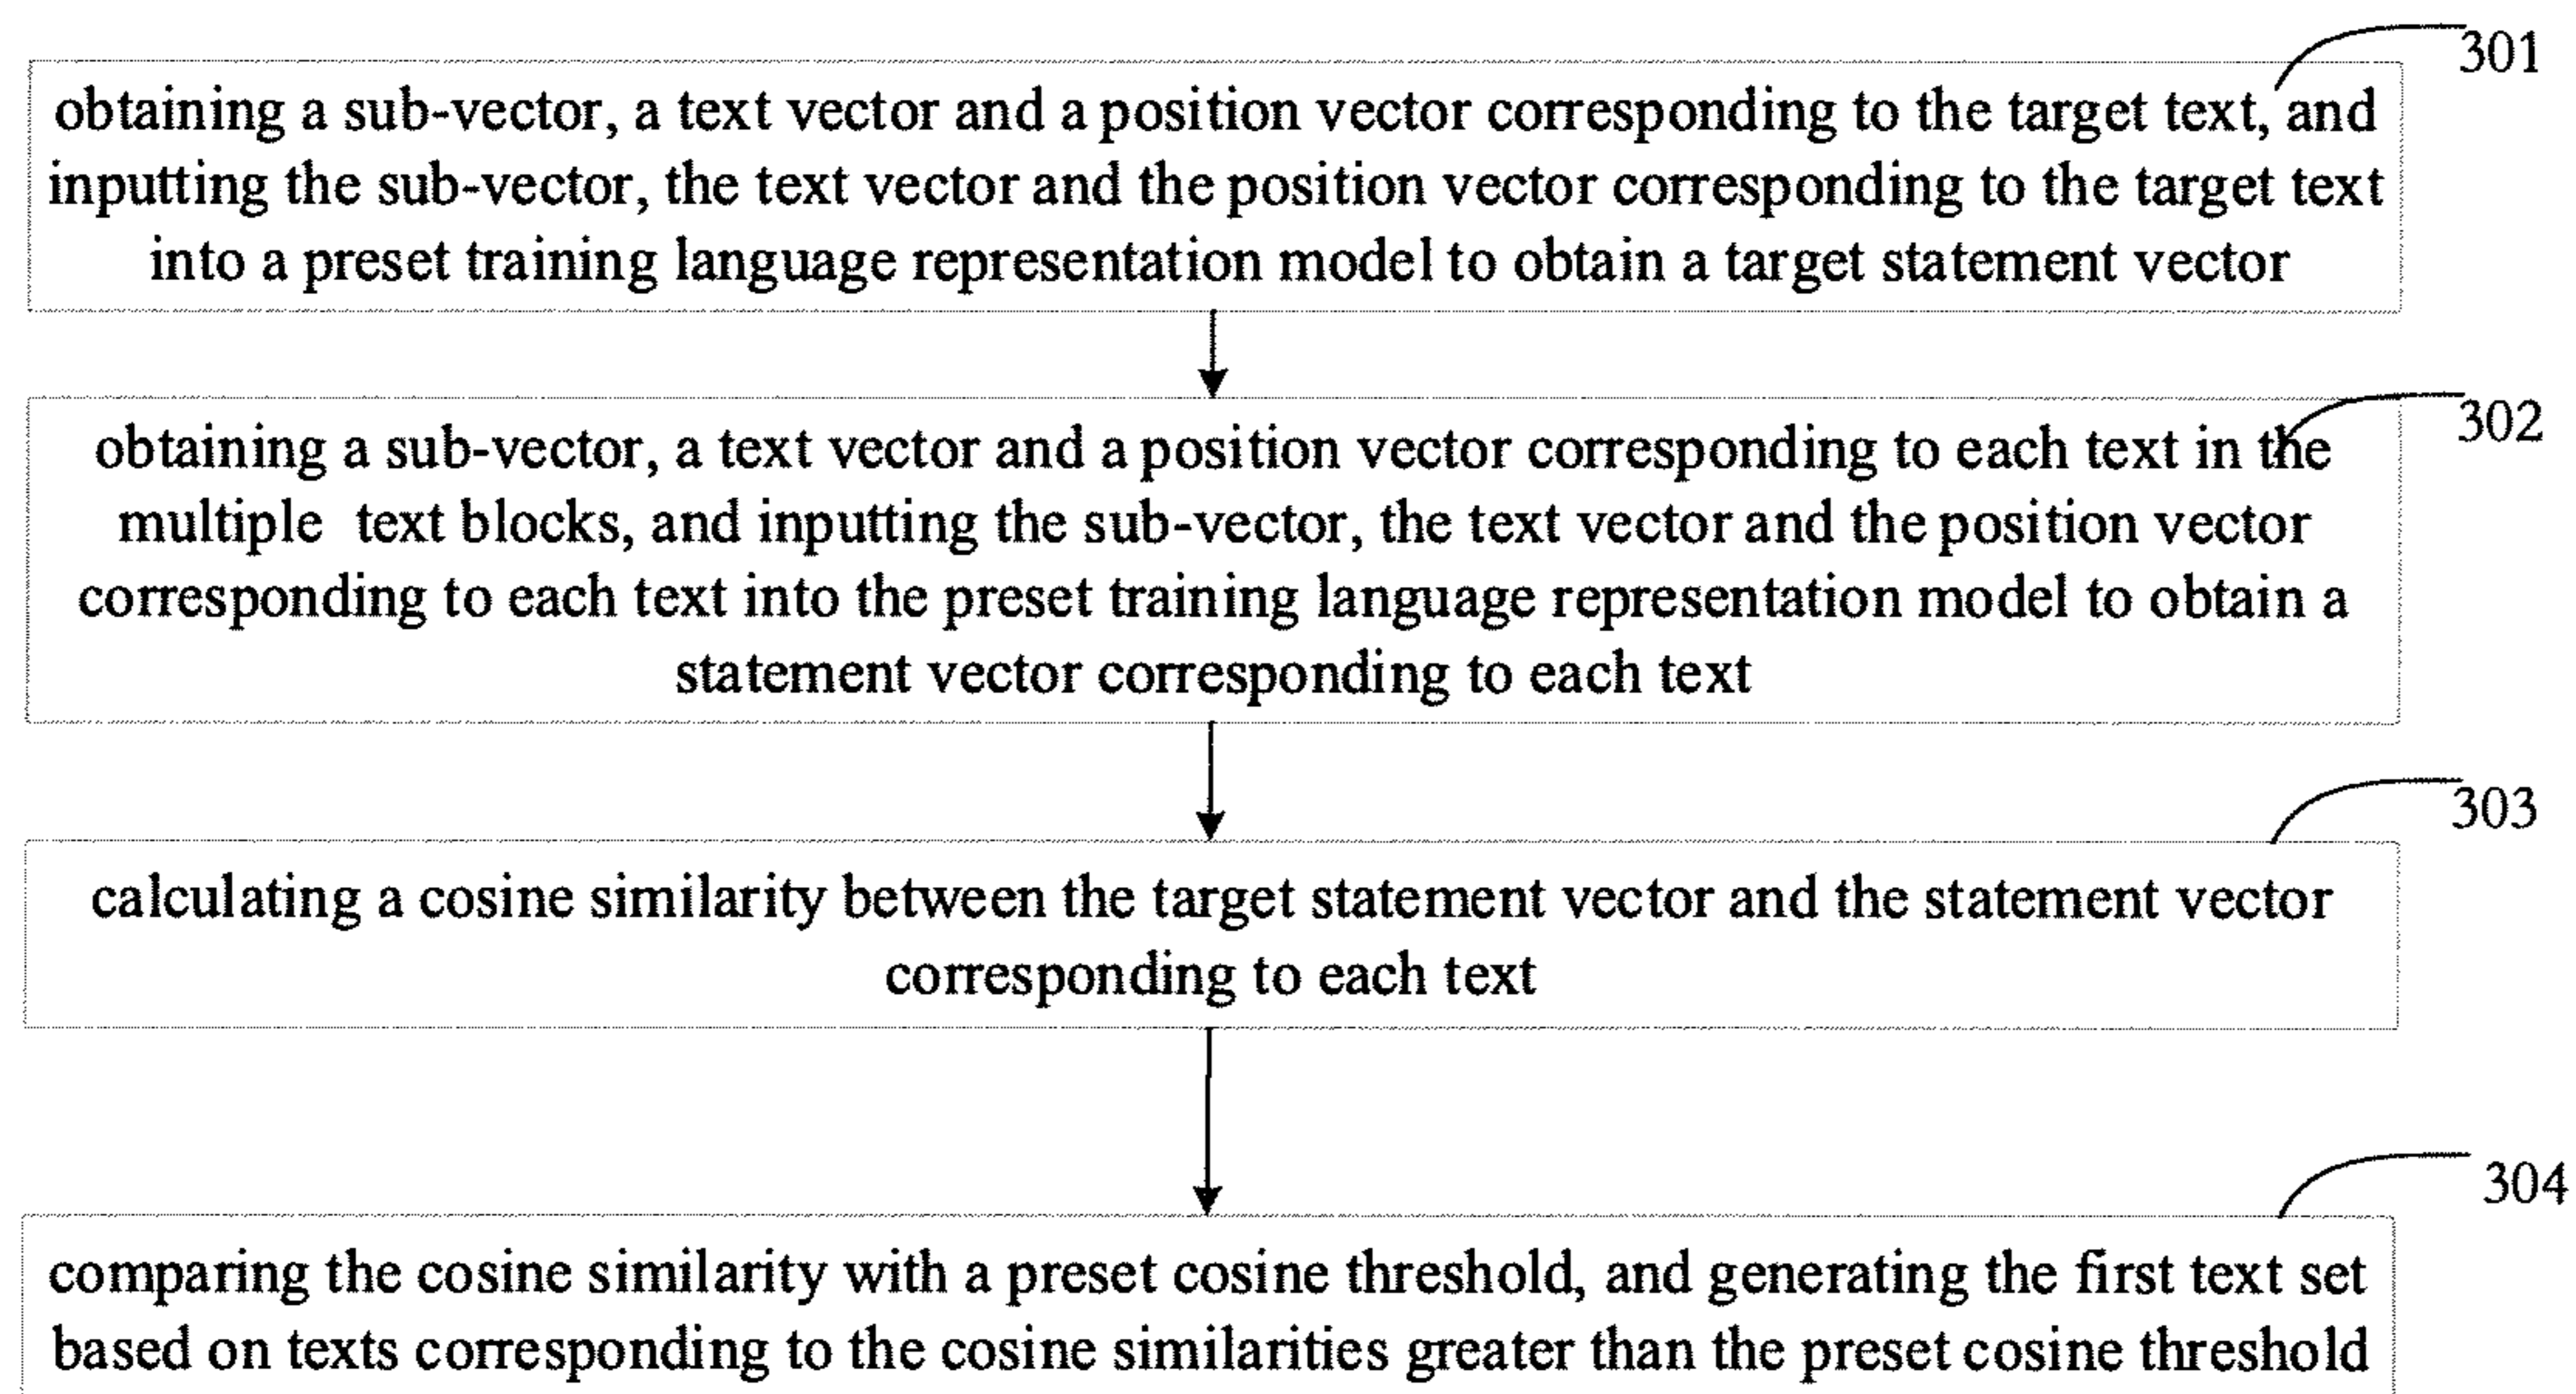 301
obtaining a sub-vector, a text vector and a position vector corresponding to the target text, and
inputting the sub-vector, the text vector and the position vector corresponding to the target text
into a preset training language representation model to obtain a target statement vector
302
obtaining a sub-vector, a text vector and a position vector corresponding to each text in the
multiple text blocks, and inputting the sub-vector, the text vector and the position vector
corresponding to each text into the preset training language representation model to obtain a
statement vector corresponding to each text
303
calculating a cosine similarity between the target statement vector and the statement vector
corresponding to each text
304
comparing the cosine similarity with a preset cosine threshold, and generating the first text set
based on texts corresponding to the cosine similarities greater than the preset cosine threshold